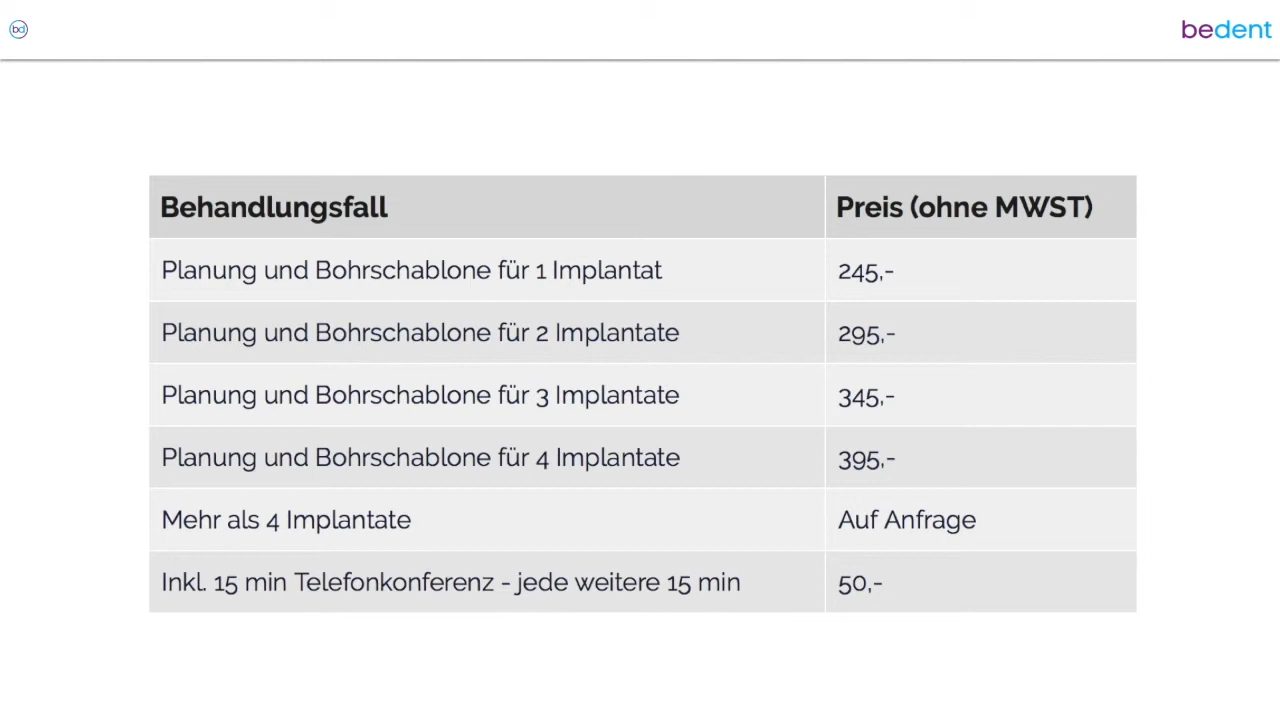 bd
bedent
Behandlungsfall Preis (ohne MWST)
Planung und Bohrschablone für 1 Implantat 245,-
Planung und Bohrschablone für 2 Implantate 295,-
Planung und Bohrschablone für 3 Implantate 345,-
Planung und Bohrschablone für 4 Implantate 395,-
Mehr als 4 Implantate Auf Anfrage
Inkl. 15 min Telefonkonferenz - jede weitere 15 min 50,-